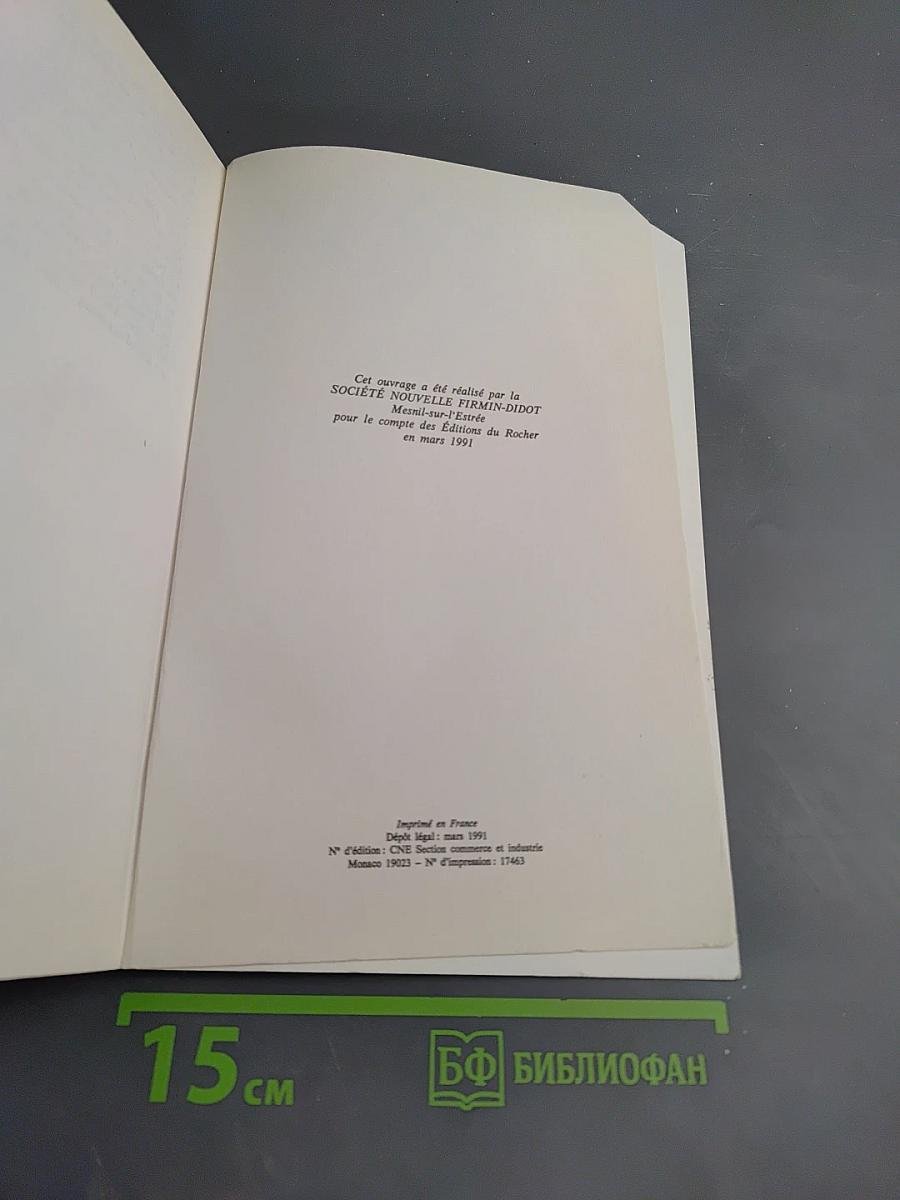 Cet ouvrage a été réalisé par la
SOCIÉTÉ NOUVELLE FIRMIN-DIDOT
Mesnil-sur-l'Estrée
pour le compte des Éditions du Rocher
en mars 1991
Imprimé en France
Dépôt légal : mars 1991
N° d'édition : CNE Section commerce et industrie
Monaco 19023 – N° d'impression : 17463
15 см
БФ БИБЛИОФАН